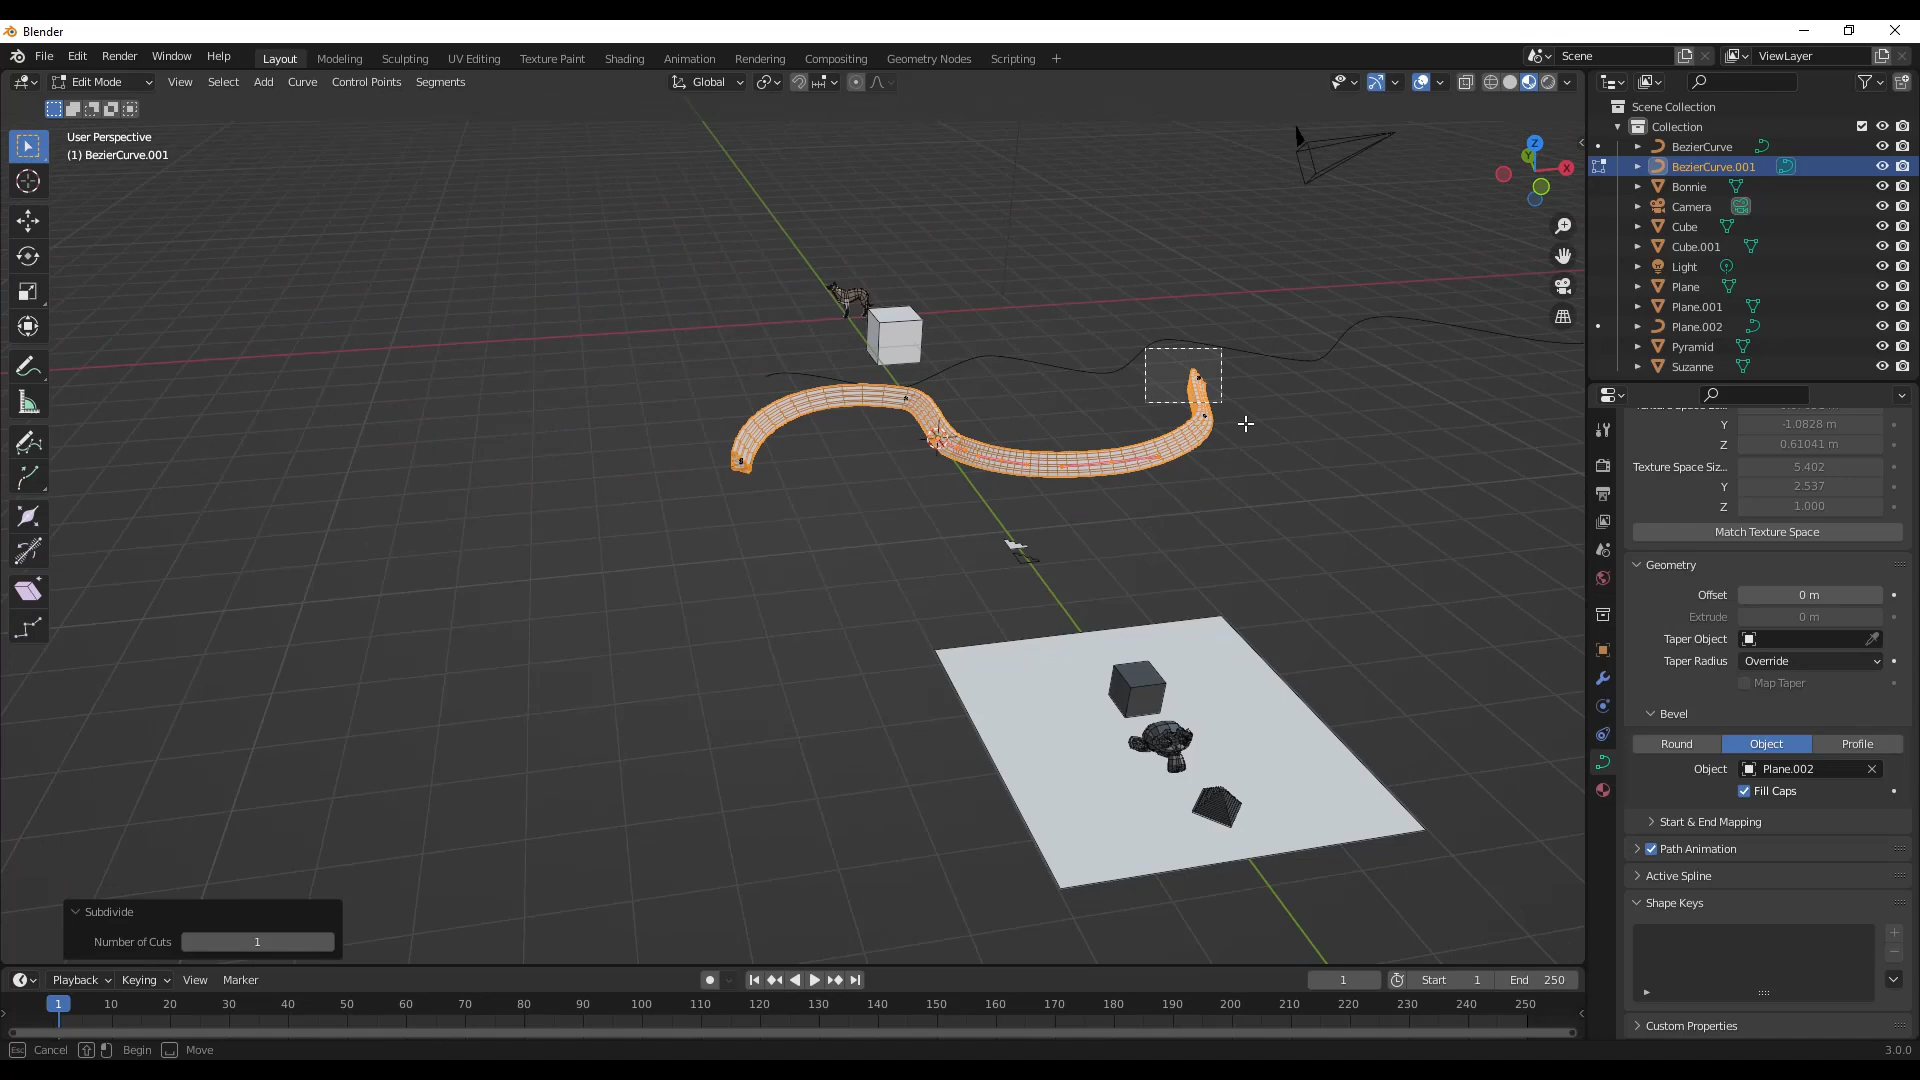 Blender
File Edit Render Window Help Layout Modeling Sculpting UV Editing Texture Paint Shading Animation Rendering Compositing Geometry Nodes Scripting + Scene ViewLayer
Edit Mode View Select Add Curve Control Points Segments Global
User Perspective
(1) BezierCurve.001
Z
Y
X
Scene Collection
Collection
BezierCurve
BezierCurve.001
Bonnie
Camera
Cube
Cube.001
Light
Plane
Plane.001
Plane.002
Pyramid
Suzanne
Y -1.0828 m
Z 0.61041 m
Texture Space Siz... 5.402
Y 2.537
Z 1.000
Match Texture Space
Geometry
Offset 0 m
Extrude 0 m
Taper Object
Taper Radius Override
Map Taper
Bevel
Round Object Profile
Object Plane.002
Fill Caps
Start & End Mapping
Path Animation
Active Spline
Shape Keys
Custom Properties
Subdivide
Number of Cuts 1
Playback Keying View Marker 1 Start 1 End 250
1 10 20 30 40 50 60 70 80 90 100 110 120 130 140 150 160 170 180 190 200 210 220 230 240 250
Esc Cancel Begin Move 3.0.0